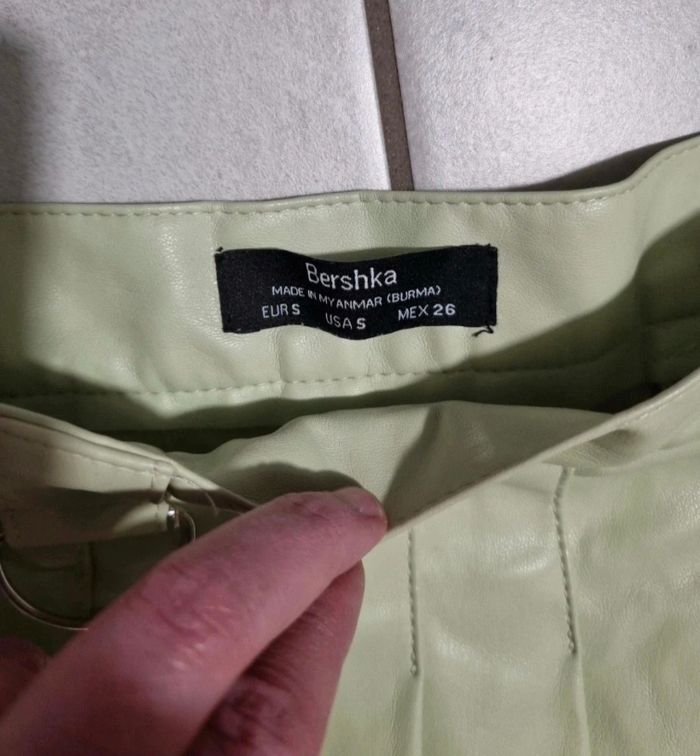 Bershka
MADE IN MYANMAR (BURMA)
EUR S USA S MEX 26